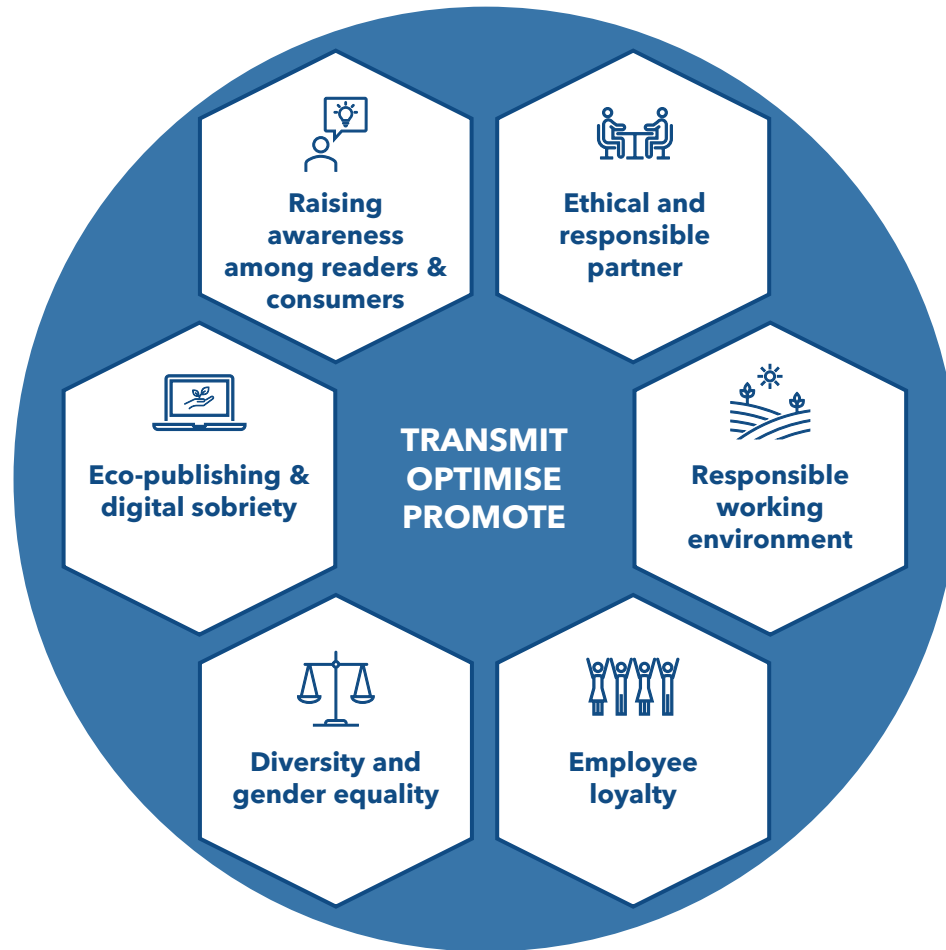 Raising
awareness
among readers &
consumers
Ethical and
responsible
partner
Eco-publishing &
digital sobriety
TRANSMIT
OPTIMISE
PROMOTE
Responsible
working
environment
Diversity and
gender equality
Employee
loyalty